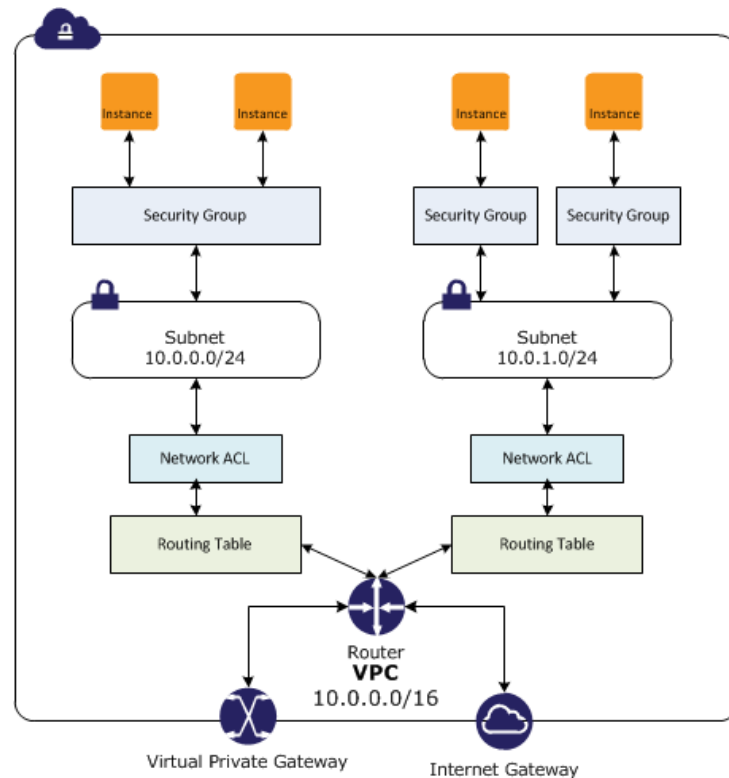 Instance
Instance
Instance
Instance
Security Group
Security Group
Security Group
Subnet
10.0.0.0/24
Subnet
10.0.1.0/24
Network ACL
Network ACL
Routing Table
Routing Table
Router
VPC
10.0.0.0/16
Virtual Private Gateway
Internet Gateway